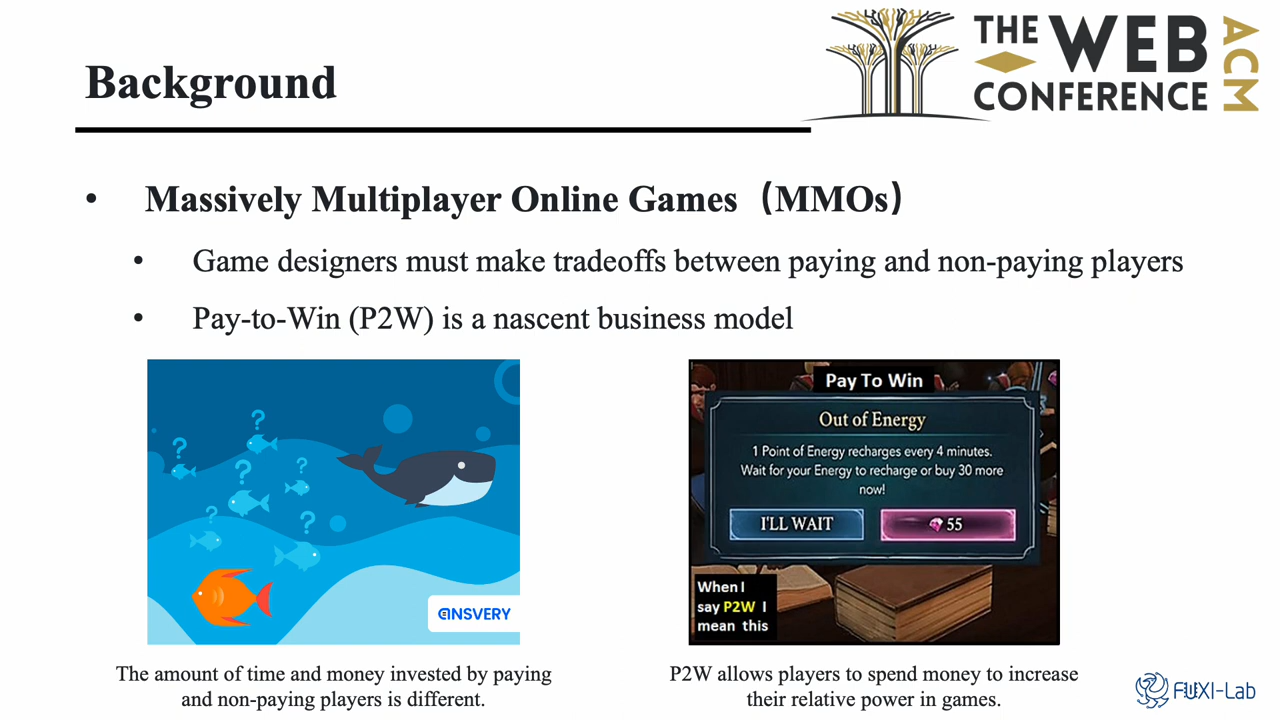 THE WEB
CONFERENCE
ACM
Background
• Massively Multiplayer Online Games（MMOs）
• Game designers must make tradeoffs between paying and non-paying players
• Pay-to-Win (P2W) is a nascent business model
?
?
?
?
?
?
ANSVERY
Pay To Win
Out of Energy
1 Point of Energy recharges every 4 minutes.
Wait for your Energy to recharge or buy 30 more
now!
I'LL WAIT
55
When I
say P2W I
mean this
The amount of time and money invested by paying
and non-paying players is different.
P2W allows players to spend money to increase
their relative power in games.
FUXI-Lab